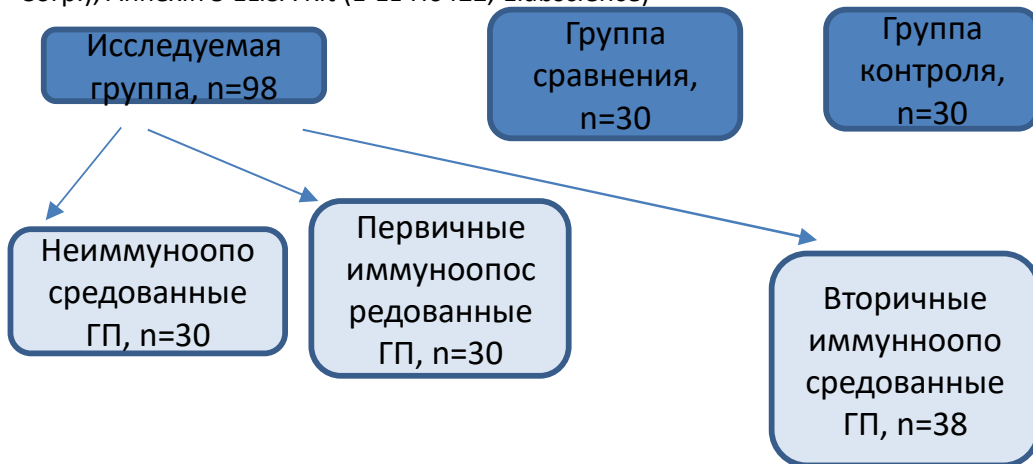 Исследуемая
группа, n=98
Группа
сравнения,
n=30
Группа
контроля,
n=30
Неиммуноопо
средованные
ГП, n=30
Первичные
иммуноопос
редованные
ГП, n=30
Вторичные
иммунноопо
средованные
ГП, n=38